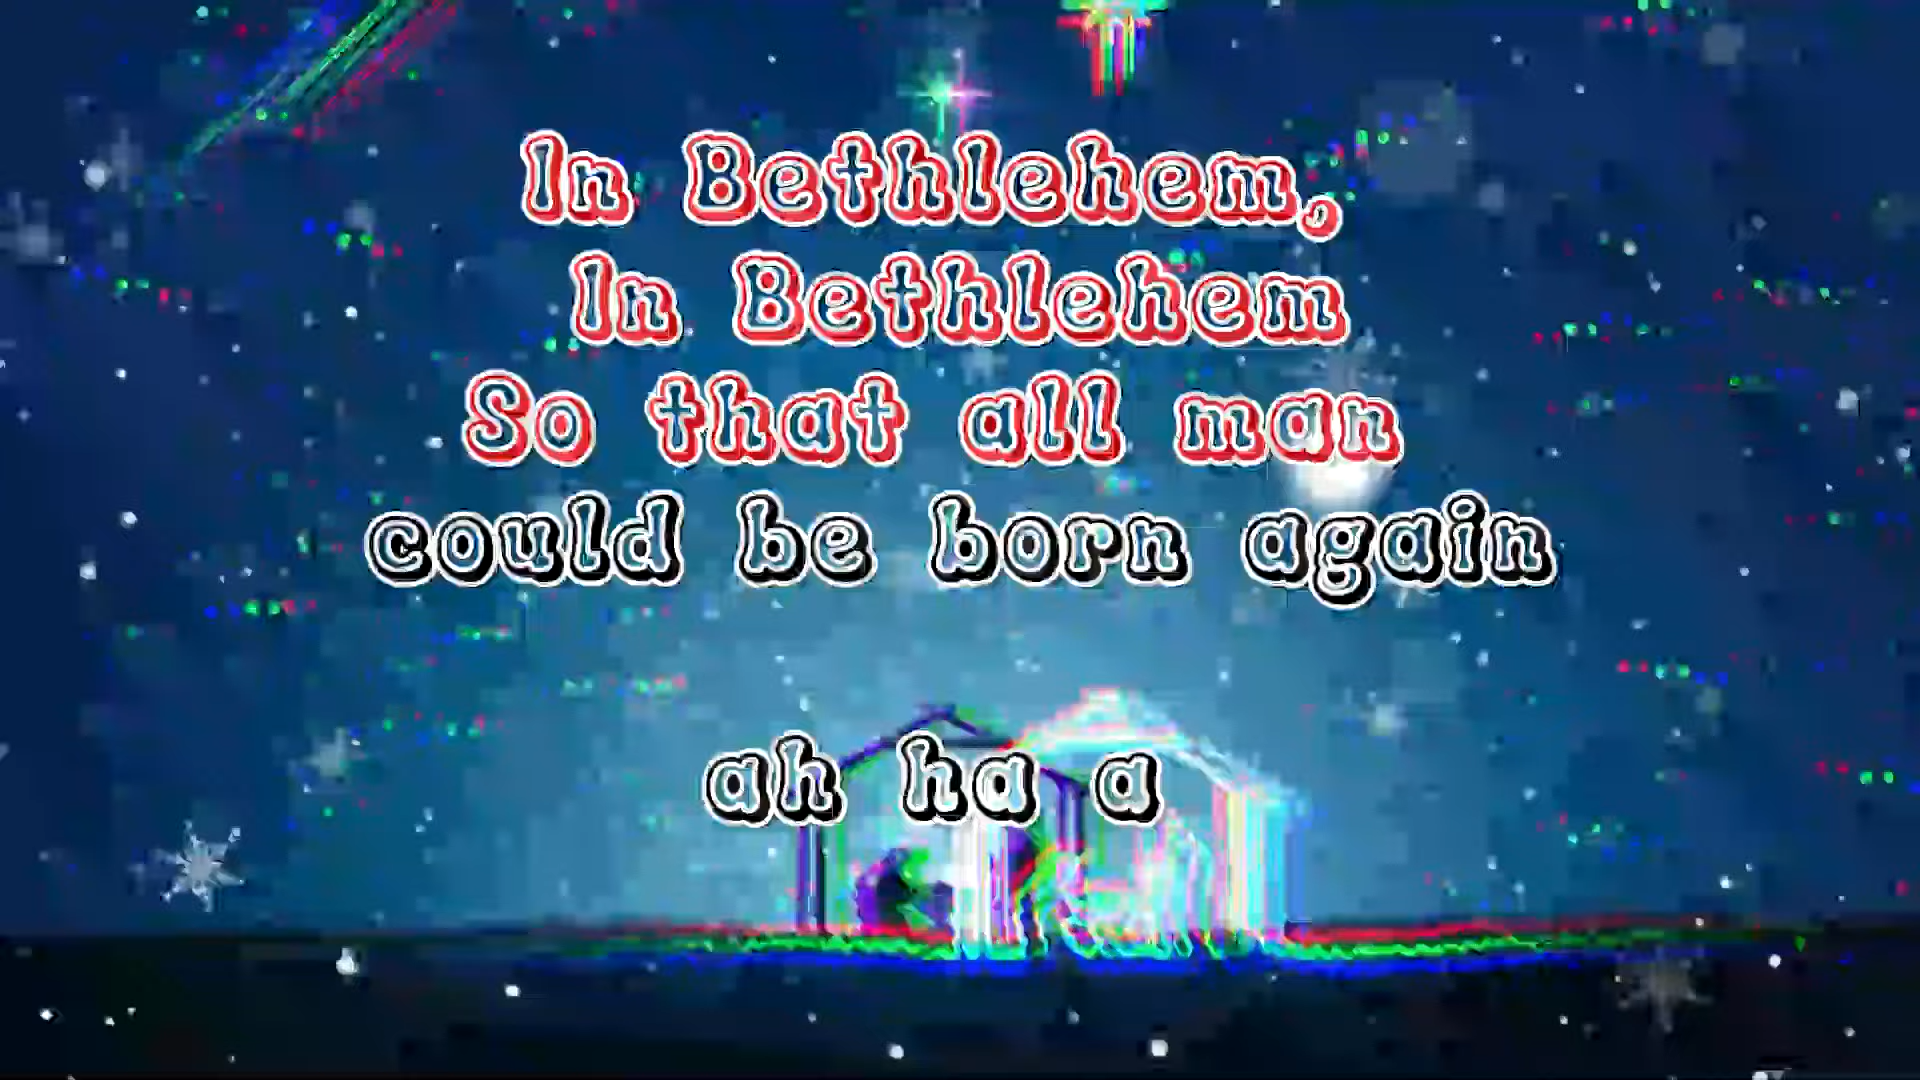 In Bethlehem,
In Bethlehem
So that all man
could be born again
ah ha a